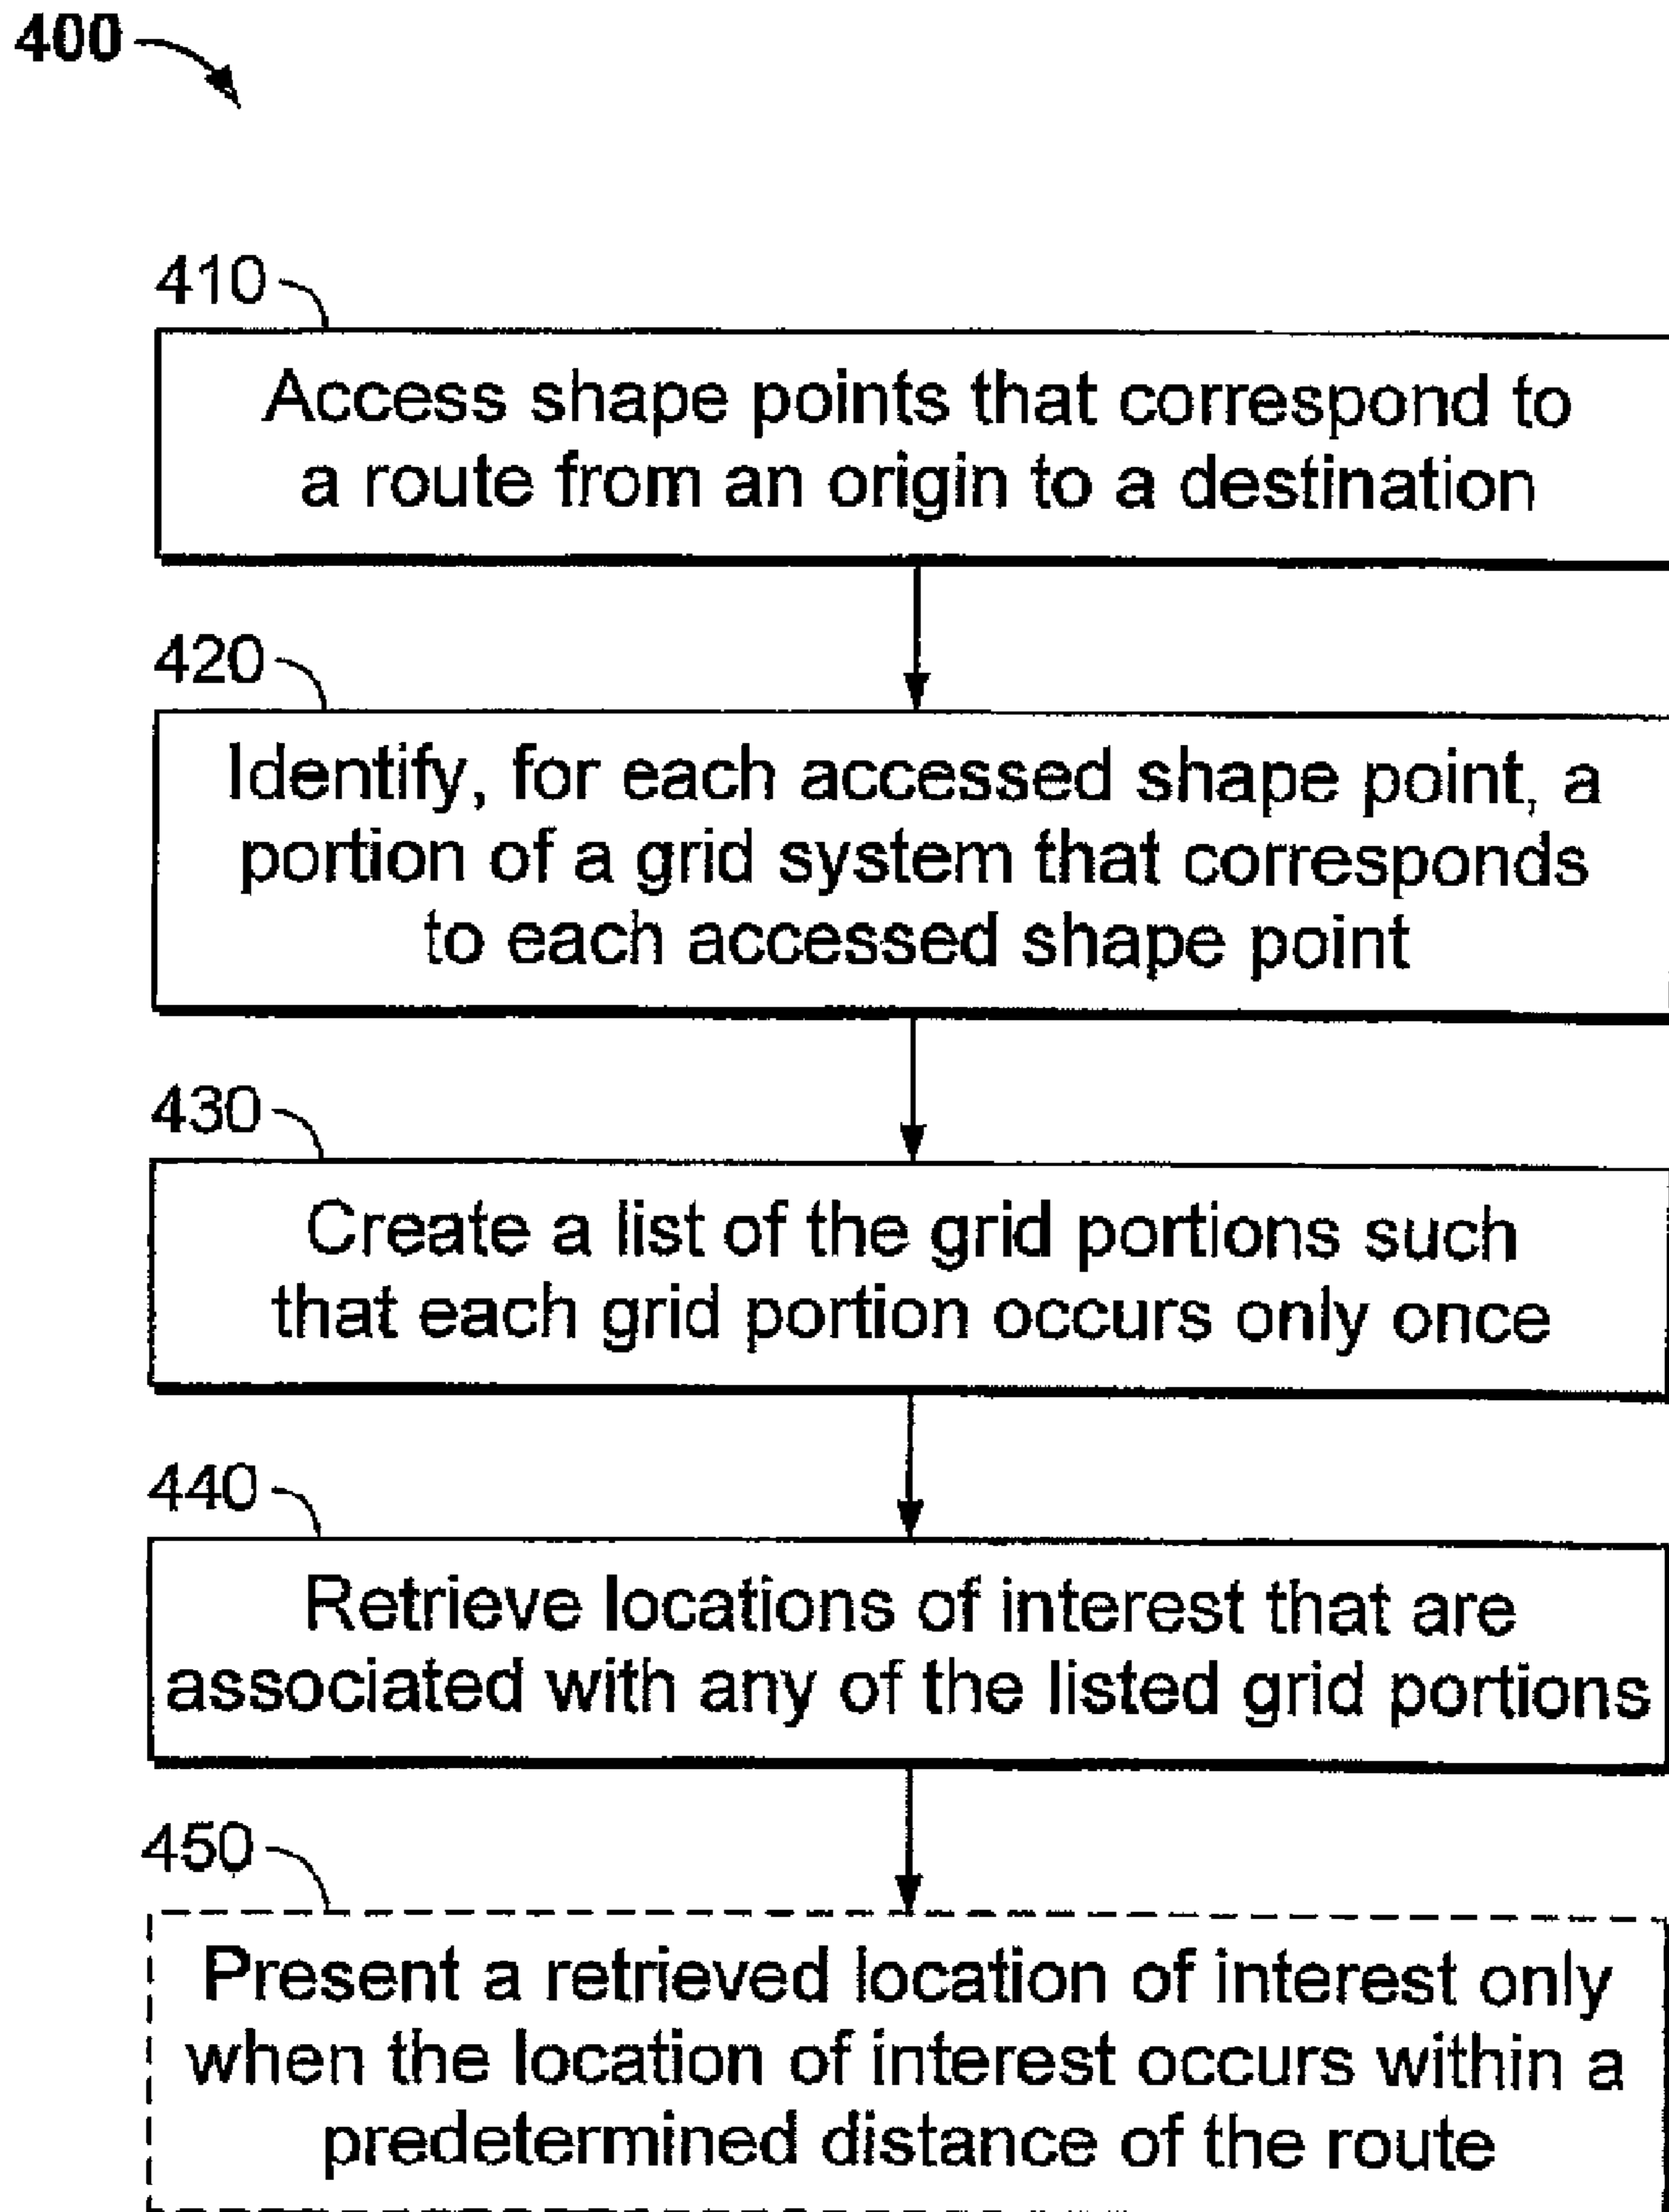 400
410
Access shape points that correspond to
a route from an origin to a destination
420
Identify, for each accessed shape point, a
portion of a grid system that corresponds
to each accessed shape point
430
Create a list of the grid portions such
that each grid portion occurs only once
440
Retrieve locations of interest that are
associated with any of the listed grid portions
450
Present a retrieved location of interest only
when the location of interest occurs within a
predetermined distance of the route